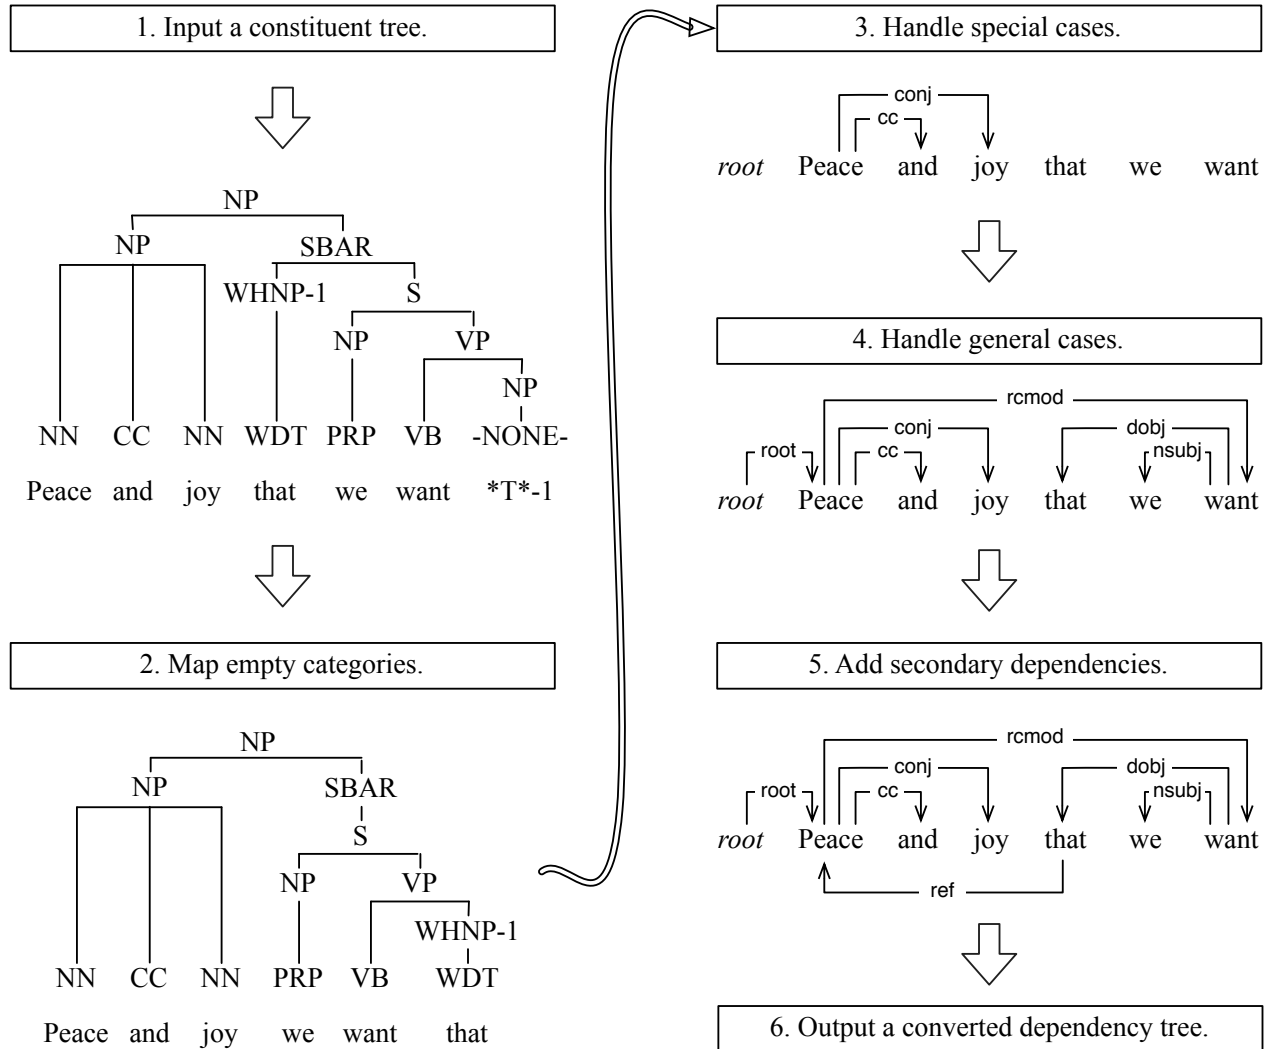 1. Input a constituent tree.
NP
NP SBAR
WHNP-1 S
NP VP
NP
NN CC NN WDT PRP VB -NONE-
Peace and joy that we want *T*-1
2. Map empty categories.
NP
NP SBAR
S
NP VP
WHNP-1
NN CC NN PRP VB WDT
Peace and joy we want that
3. Handle special cases.
conj
cc
root Peace and joy that we want
4. Handle general cases.
rcmod
conj dobj
root cc nsubj
root Peace and joy that we want
5. Add secondary dependencies.
rcmod
conj dobj
root cc nsubj
root Peace and joy that we want
ref
6. Output a converted dependency tree.